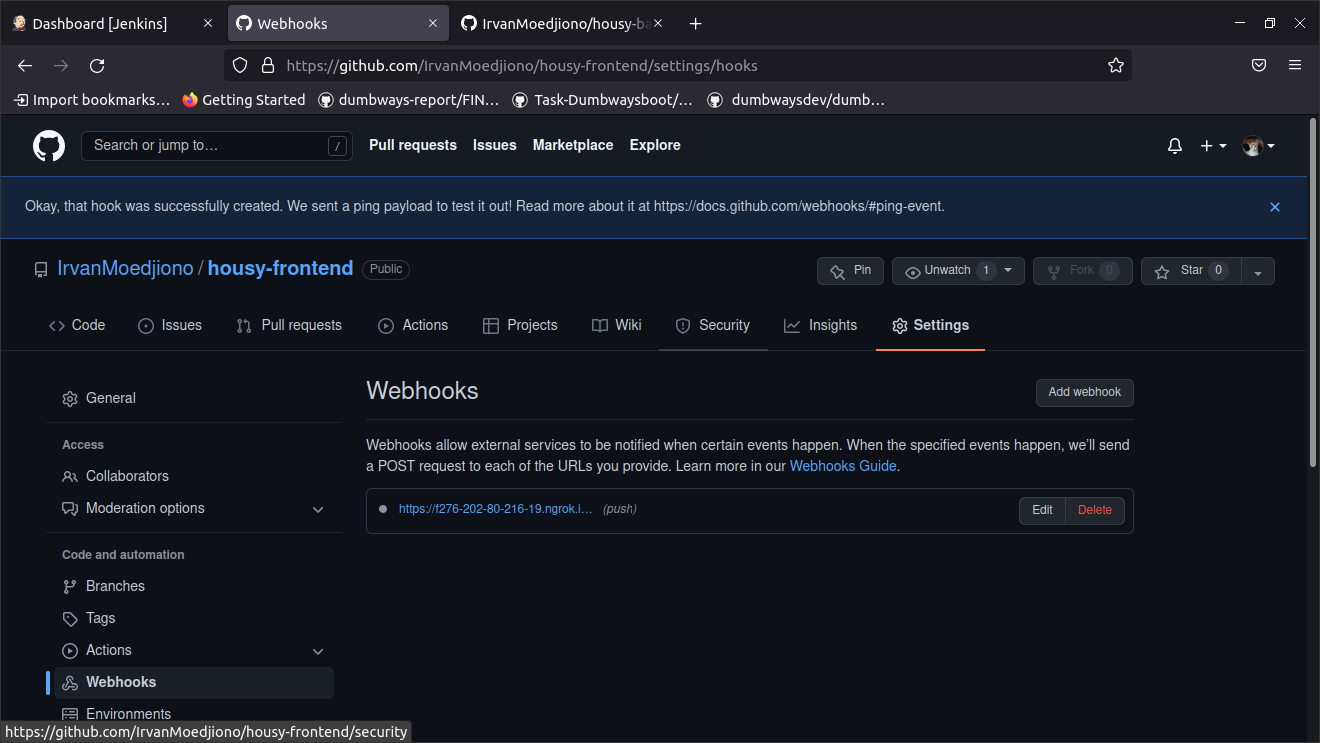 Dashboard [Jenkins]
Webhooks
IrvanMoedjiono/housy-ba
https://github.com/IrvanMoedjiono/housy-frontend/settings/hooks
Import bookmarks…
Getting Started
dumbways-report/FIN…
Task-Dumbwaysboot/…
dumbwaysdev/dumb…
Search or jump to…
/
Pull requests
Issues
Marketplace
Explore
Okay, that hook was successfully created. We sent a ping payload to test it out! Read more about it at https://docs.github.com/webhooks/#ping-event.
IrvanMoedjiono / housy-frontend
Public
Pin
Unwatch 1
Fork 0
Star 0
Code
Issues
Pull requests
Actions
Projects
Wiki
Security
Insights
Settings
General
Access
Collaborators
Moderation options
Code and automation
Branches
Tags
Actions
Webhooks
Environments
Webhooks
Add webhook
Webhooks allow external services to be notified when certain events happen. When the specified events happen, we'll send
a POST request to each of the URLs you provide. Learn more in our Webhooks Guide.
https://f276-202-80-216-19.ngrok.i… (push)
Edit
Delete
https://github.com/IrvanMoedjiono/housy-frontend/security